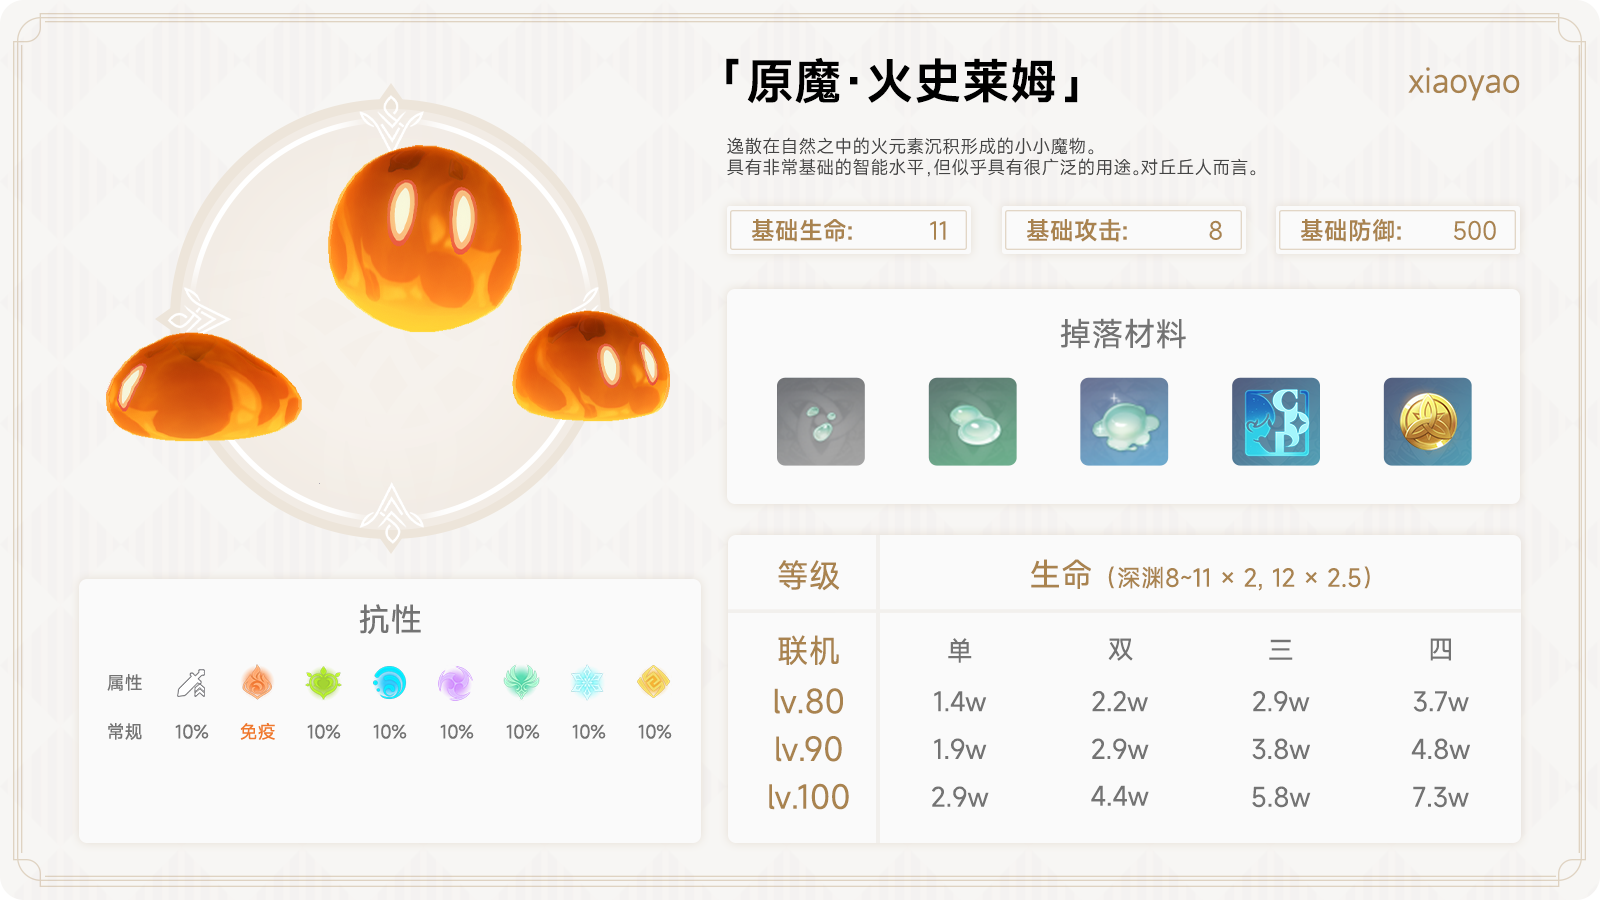 「原魔·火史莱姆」
xiaoyao
逸散在自然之中的火元素沉积形成的小小魔物。
具有非常基础的智能水平,但似乎具有很广泛的用途。对丘丘人而言。
基础生命: 11
基础攻击: 8
基础防御: 500
掉落材料
COP
抗性
属性
常规 10% 免疫 10% 10% 10% 10% 10% 10%
等级 生命（深渊8~11 × 2, 12 × 2.5）
联机 单 双 三 四
lv.80 1.4w 2.2w 2.9w 3.7w
lv.90 1.9w 2.9w 3.8w 4.8w
lv.100 2.9w 4.4w 5.8w 7.3w